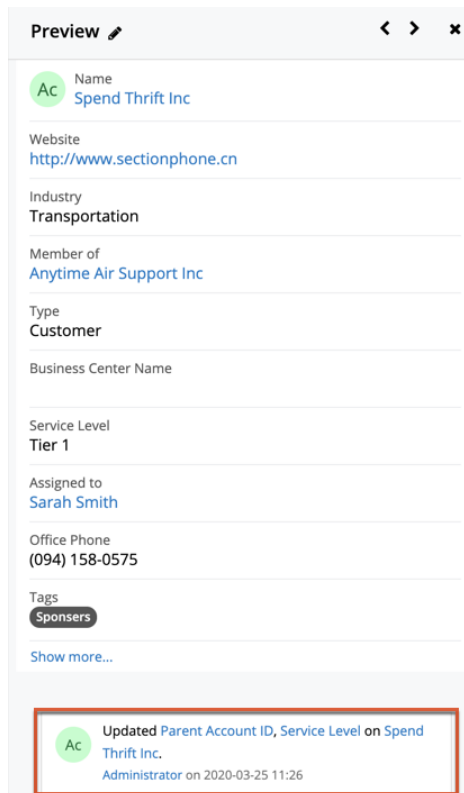 Preview
Ac
Name
Spend Thrift Inc
Website
http://www.sectionphone.cn
Industry
Transportation
Member of
Anytime Air Support Inc
Type
Customer
Business Center Name
Service Level
Tier 1
Assigned to
Sarah Smith
Office Phone
(094) 158-0575
Tags
Sponsers
Show more...
Ac
Updated Parent Account ID, Service Level on Spend
Thrift Inc.
Administrator on 2020-03-25 11:26